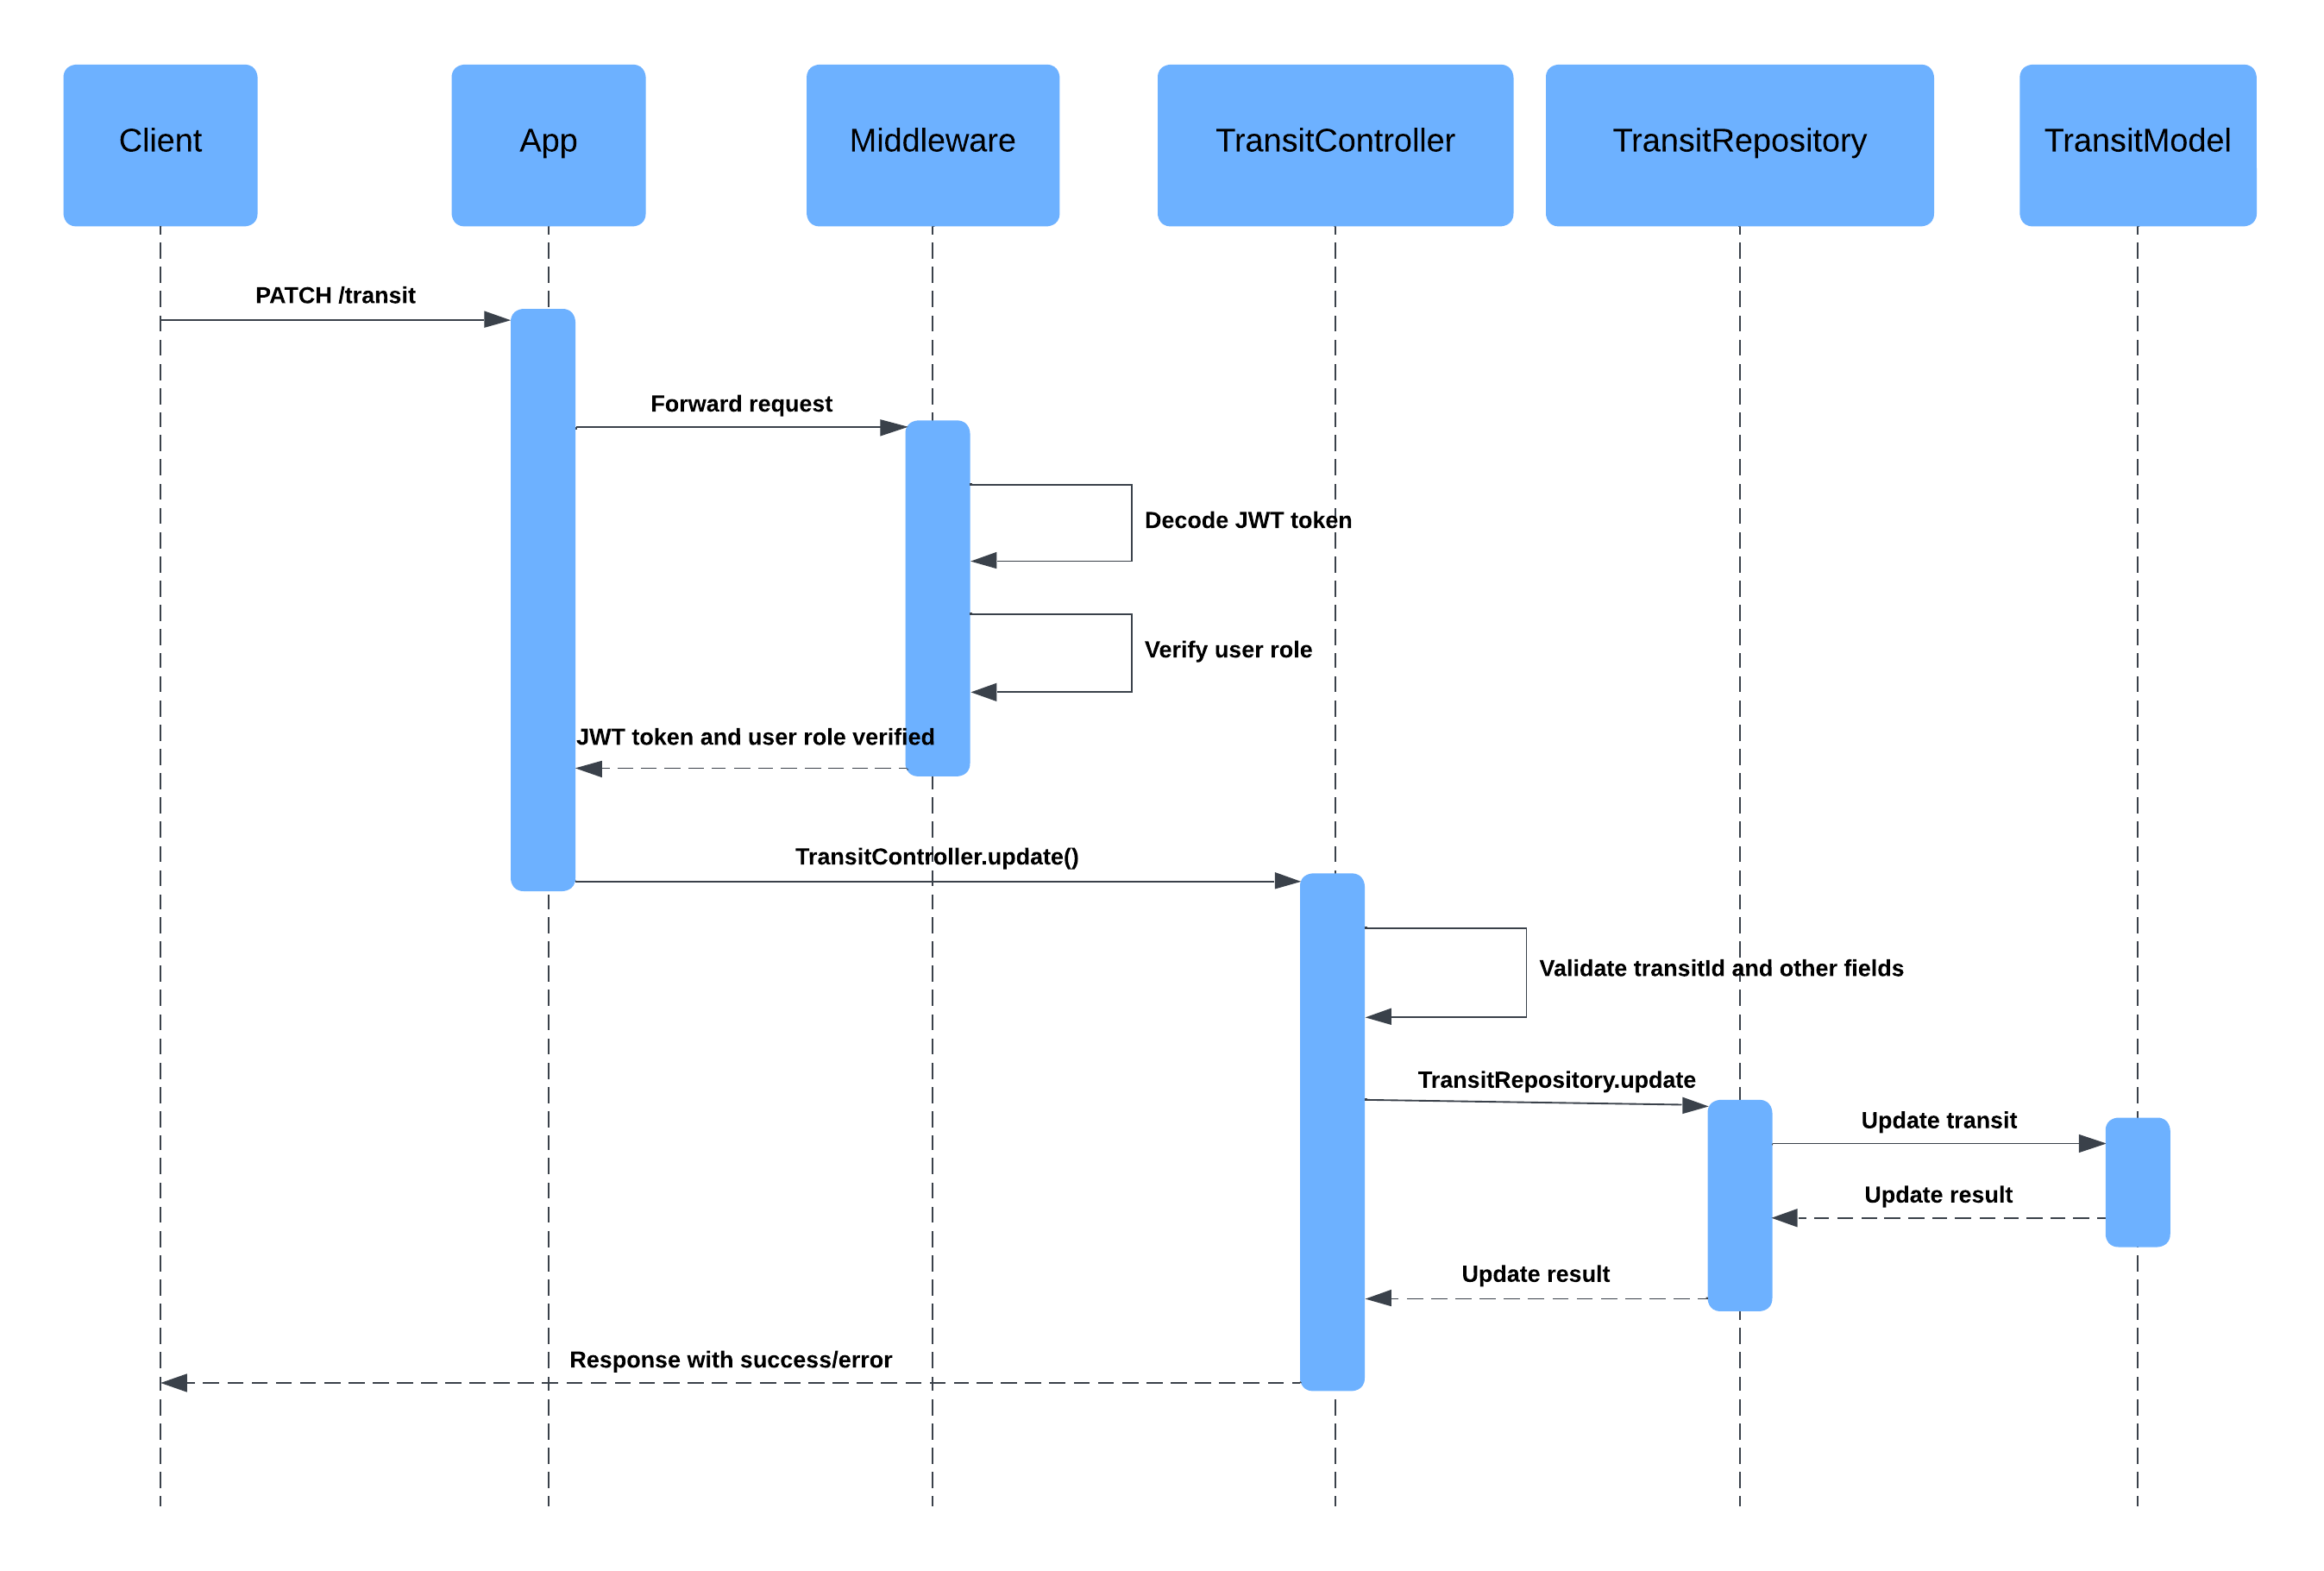 Client
App
Middleware
TransitController
TransitRepository
TransitModel
PATCH /transit
Forward request
Decode JWT token
Verify user role
JWT token and user role verified
TransitController.update()
Validate transitId and other fields
TransitRepository.update
Update transit
Update result
Update result
Response with success/error